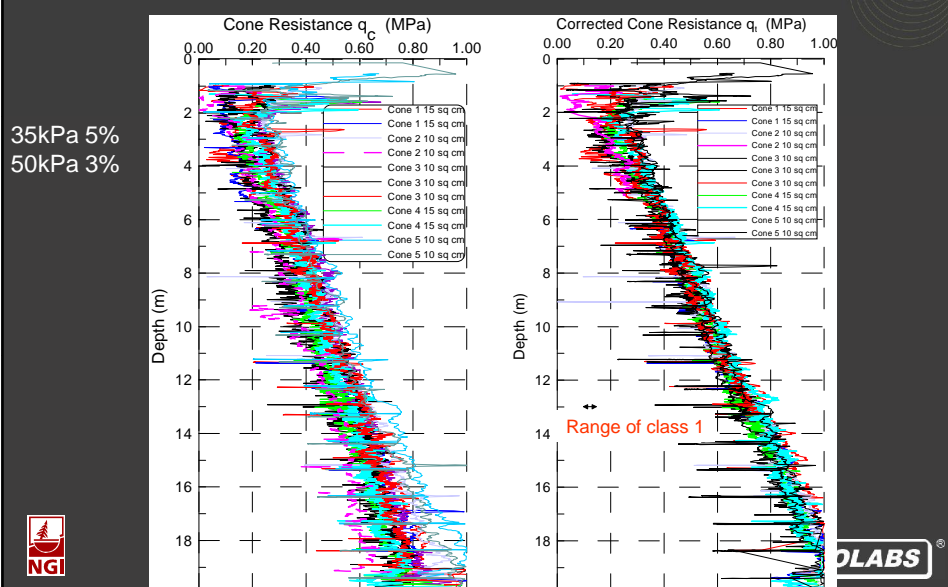 35kPa 5%
50kPa 3%
Cone Resistance qc (MPa)
0.00 0.20 0.40 0.60 0.80 1.00
0
2
4
6
8
10
12
14
16
18
Depth (m)
Cone 1 15 sq cm
Cone 1 15 sq cm
Cone 2 10 sq cm
Cone 2 10 sq cm
Cone 3 10 sq cm
Cone 3 10 sq cm
Cone 3 10 sq cm
Cone 4 15 sq cm
Cone 4 15 sq cm
Cone 5 10 sq cm
Cone 5 10 sq cm
Corrected Cone Resistance qt (MPa)
0.00 0.20 0.40 0.60 0.80 1.00
0
2
4
6
8
10
12
14
16
18
Depth (m)
Cone 1 15 sq cm
Cone 1 15 sq cm
Cone 2 10 sq cm
Cone 2 10 sq cm
Cone 3 10 sq cm
Cone 3 10 sq cm
Cone 3 10 sq cm
Cone 4 15 sq cm
Cone 4 15 sq cm
Cone 5 10 sq cm
Cone 5 10 sq cm
Range of class 1
NGI
OLABS ®